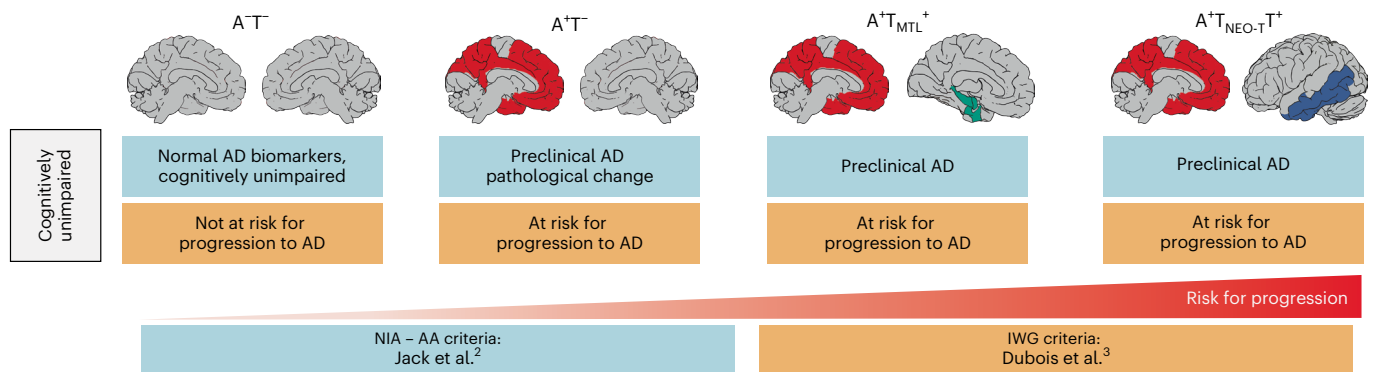 A⁻T⁻
A⁺T⁻
A⁺T_MTL⁺
A⁺T_NEO-T T⁺
Cognitively
unimpaired
Normal AD biomarkers,
cognitively unimpaired
Preclinical AD
pathological change
Preclinical AD
Preclinical AD
Not at risk for
progression to AD
At risk for
progression to AD
At risk for
progression to AD
At risk for
progression to AD
Risk for progression
NIA – AA criteria:
Jack et al.²
IWG criteria:
Dubois et al.³